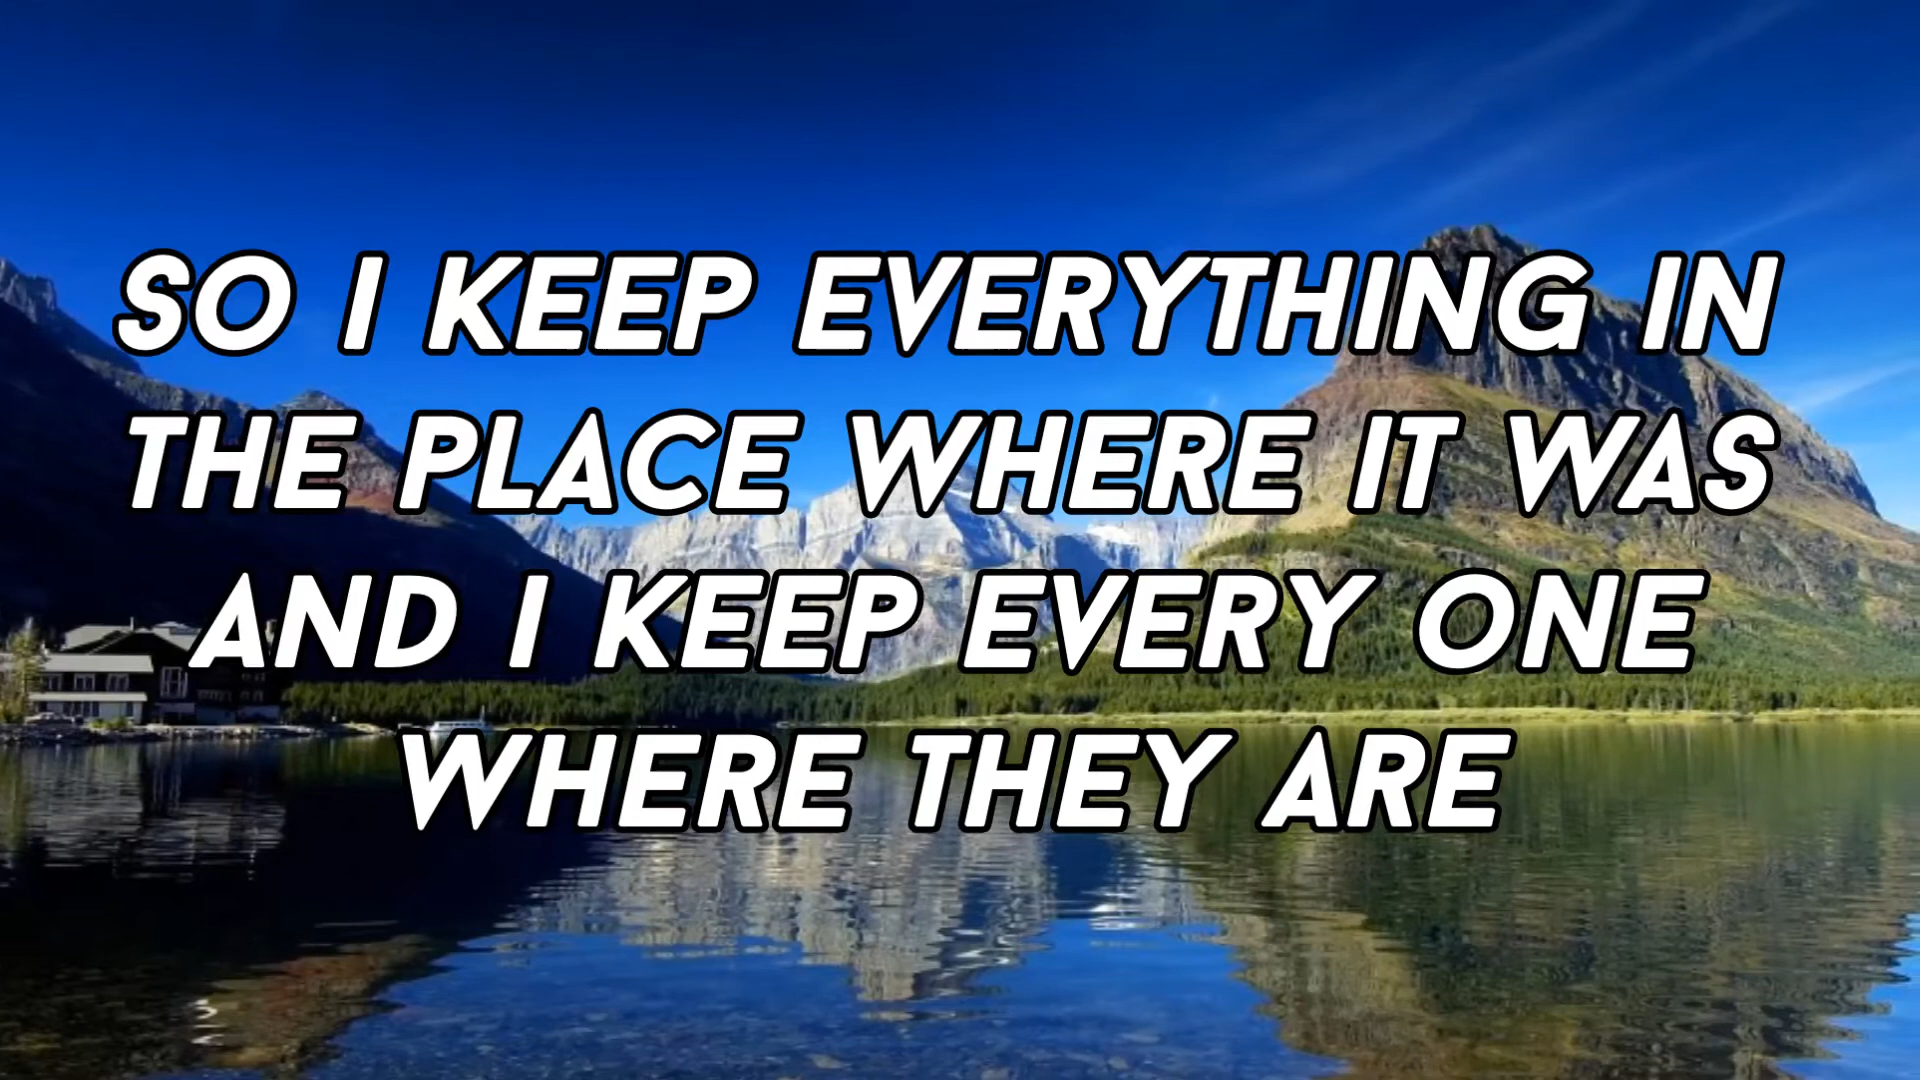 SO I KEEP EVERYTHING IN
THE PLACE WHERE IT WAS
AND I KEEP EVERY ONE
WHERE THEY ARE